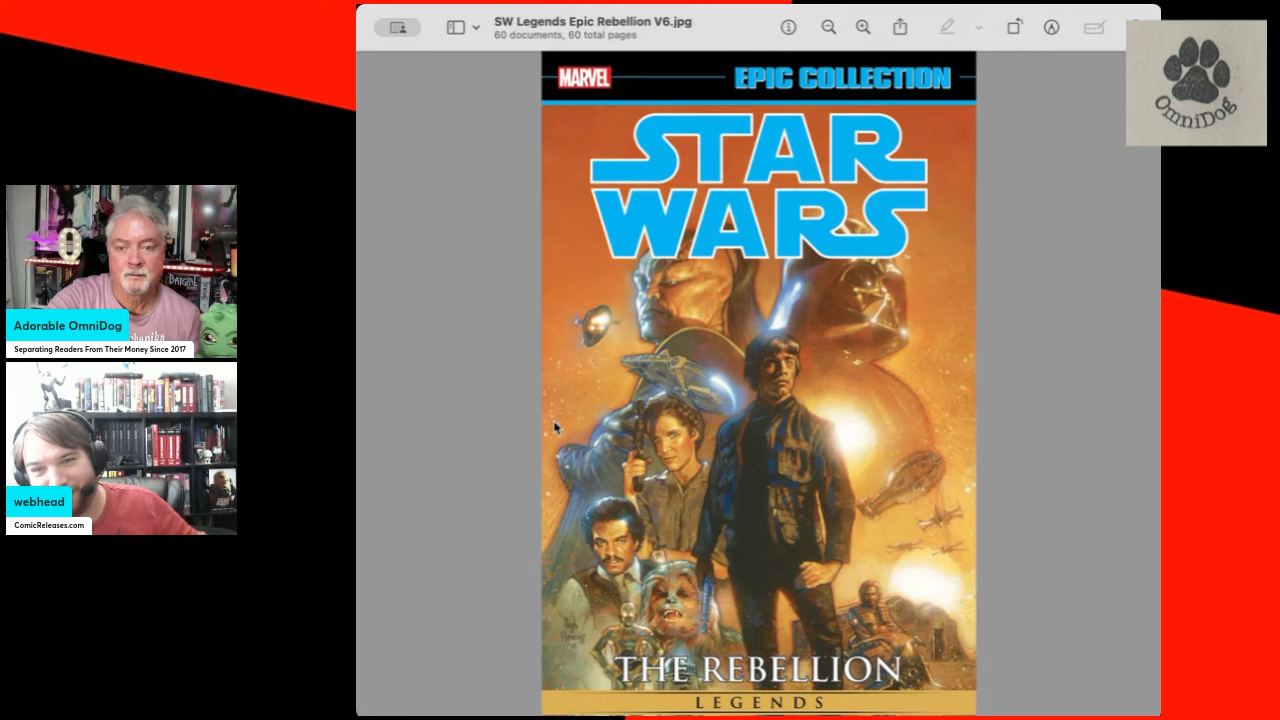 SW Legends Epic Rebellion V6.jpg
60 documents, 60 total pages
MARVEL
EPIC COLLECTION
STAR
WARS
THE REBELLION
LEGENDS
OmniDog
BATGIRL
Adorable OmniDog
Separating Readers From Their Money Since 2017
webhead
ComicReleases.com